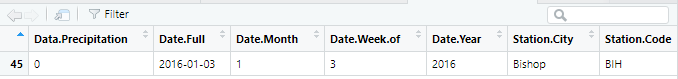 Filter
Data.Precipitation Date.Full Date.Month Date.Week.of Date.Year Station.City Station.Code
45 0 2016-01-03 1 3 2016 Bishop BIH